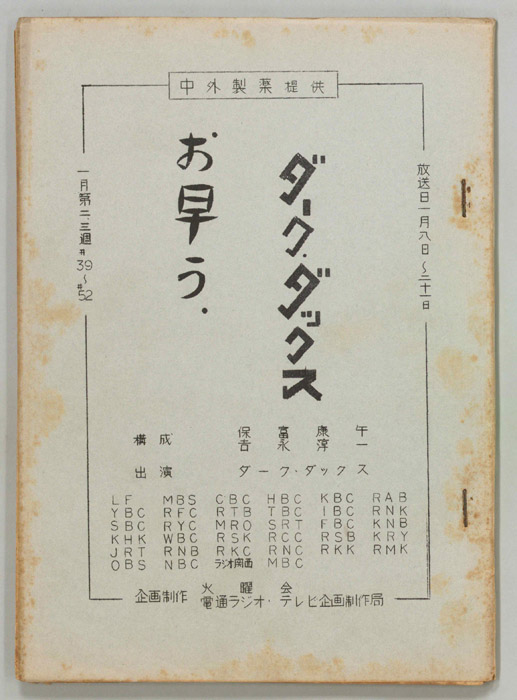 中外製薬提供
放送日一月八日～二十一日
ダーク・ダックス
お早う.
一月第二、三週#39～#52
構成 保富康午
吉永淳一
出演 ダーク・ダックス
LF MBS CBC HBC KBC RAB
YBC RFC RTB TBC IBC RNK
SBC RYC MRO SRT FBC KNB
KHK WBC RSK RCC RSB KRY
JRT RNB RKC RNC RKK RMK
OBS NBC ラジオ関西 MBC
企画制作 火曜会
電通ラジオ・テレビ企画制作局